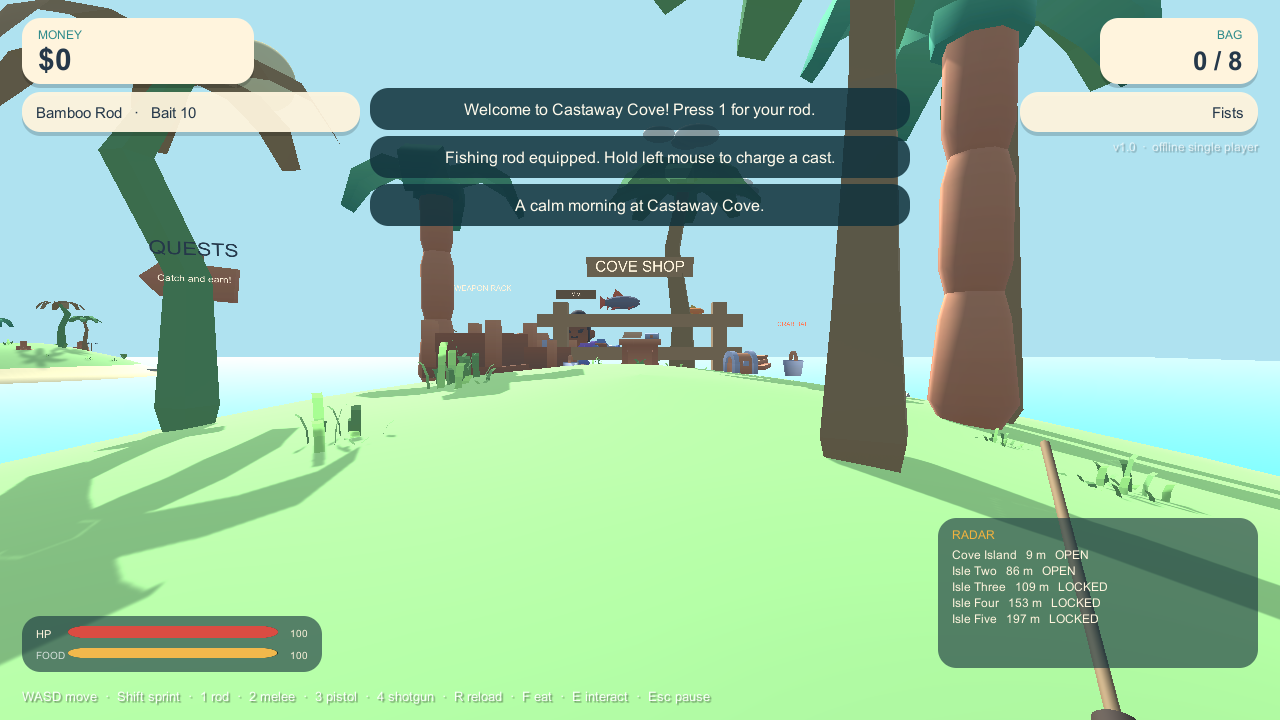 MONEY
$0
Bamboo Rod · Bait 10
Welcome to Castaway Cove! Press 1 for your rod.
Fishing rod equipped. Hold left mouse to charge a cast.
A calm morning at Castaway Cove.
BAG
0 / 8
Fists
v1.0 · offline single player
QUESTS
Catch and earn!
WEAPON RACK
COVE SHOP
RADAR
Cove Island 9 m OPEN
Isle Two 86 m OPEN
Isle Three 109 m LOCKED
Isle Four 153 m LOCKED
Isle Five 197 m LOCKED
HP 100
FOOD 100
WASD move · Shift sprint · 1 rod · 2 melee · 3 pistol · 4 shotgun · R reload · F eat · E interact · Esc pause